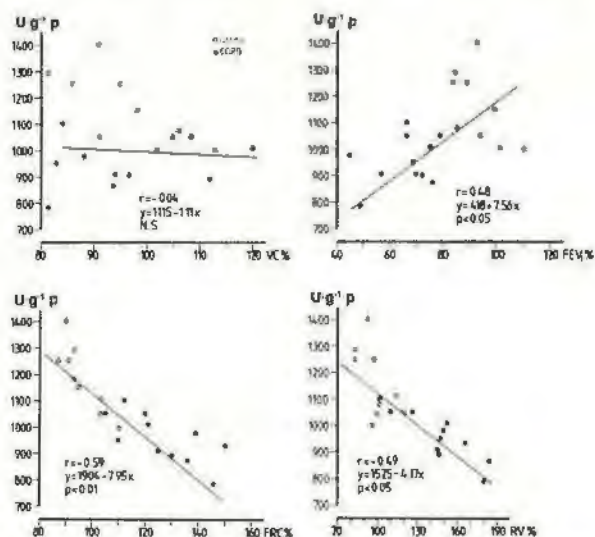 U·g⁻¹ p
1400
1300
1200
1100
1000
900
800
700
r=-0.04
y=1115-1.11x
N.S
80 90 100 110 120 VC%
U·g⁻¹ p
1400
1300
1200
1100
1000
900
800
700
r=0.48
y=418+7.56x
p<0.05
40 60 80 100 120 FEV₁%
U·g⁻¹ p
1400
1300
1200
1100
1000
900
800
700
r=-0.59
y=1904-7.95x
p<0.01
80 100 120 140 160 FRC%
U·g⁻¹ p
1400
1300
1200
1100
1000
900
800
700
r=-0.49
y=1525-4.17x
p<0.05
70 100 130 160 190 RV%